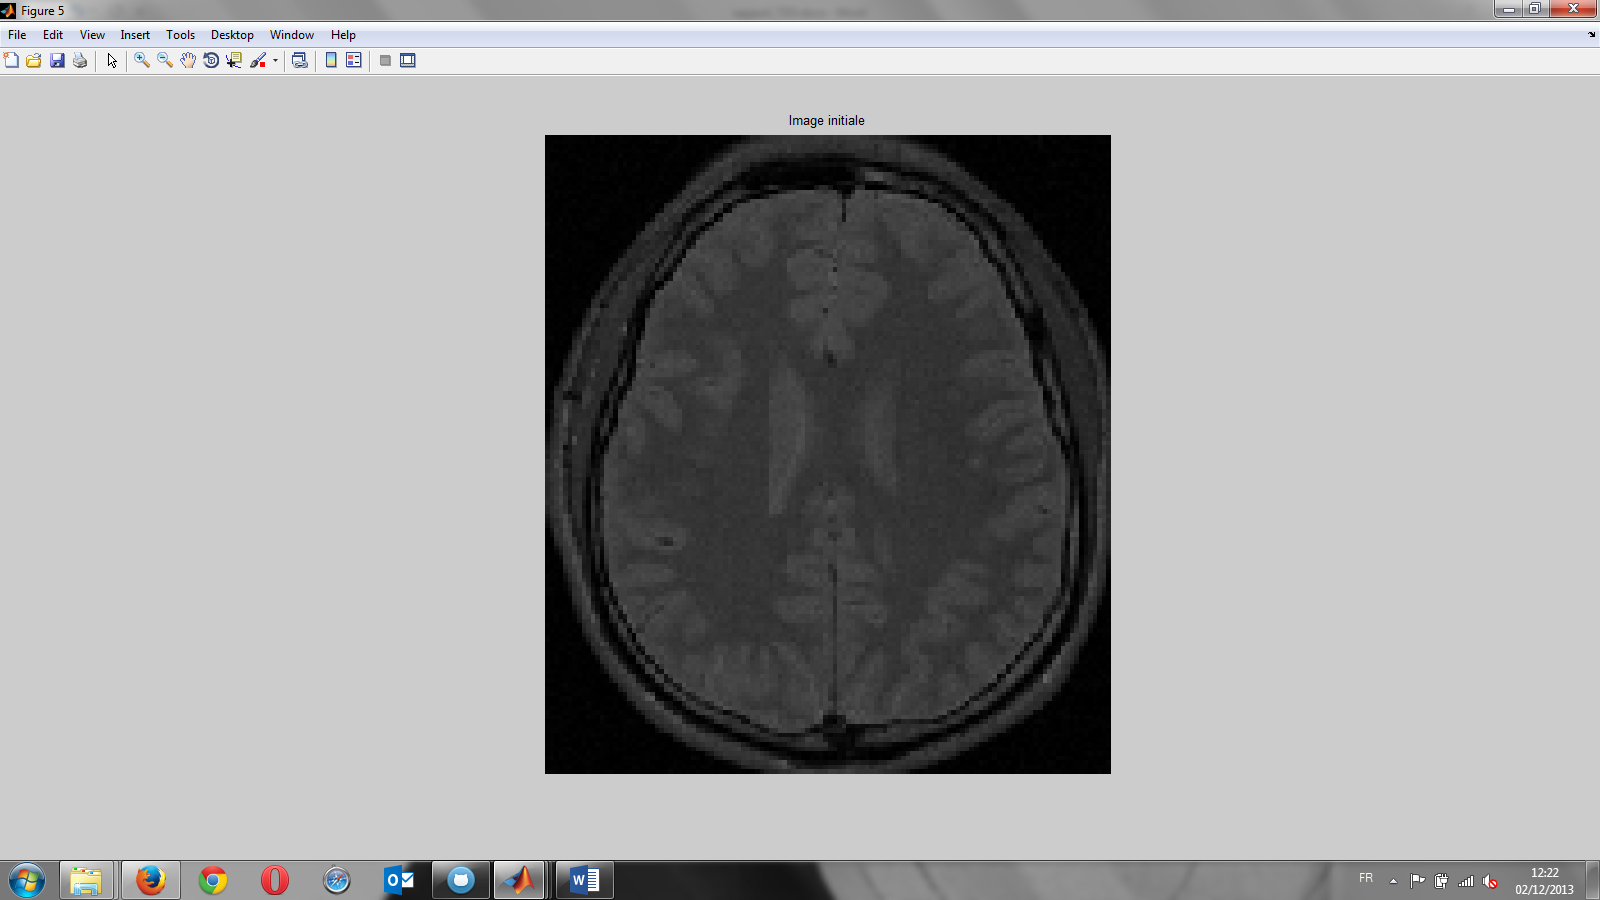 Figure 5
File Edit View Insert Tools Desktop Window Help
Image initiale
FR
12:22
02/12/2013